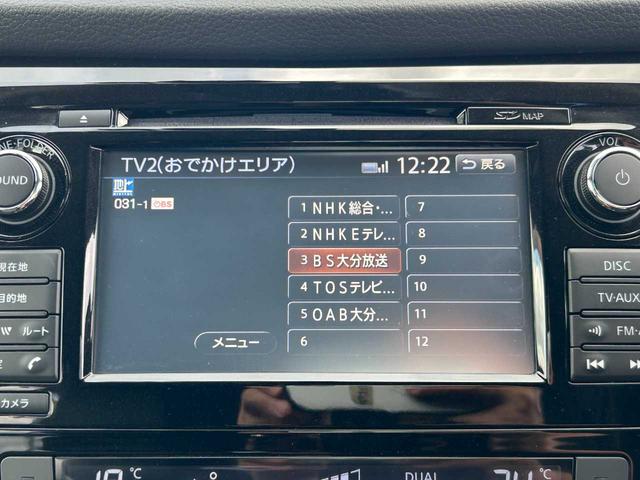 NE·FOLDER
SD MAP
VOL
SOUND
TV2(おでかけエリア)
12:22
戻る
031-1 OBS
1 NHK総合・...
7
2 NHKEテレ...
8
3 BS大分放送
9
4 TOSテレビ...
10
5 OAB大分...
11
メニュー
6
12
現在地
目的地
ルート
カメラ
DISC
TV·AUX
FM·A
°C
DUAL
°C